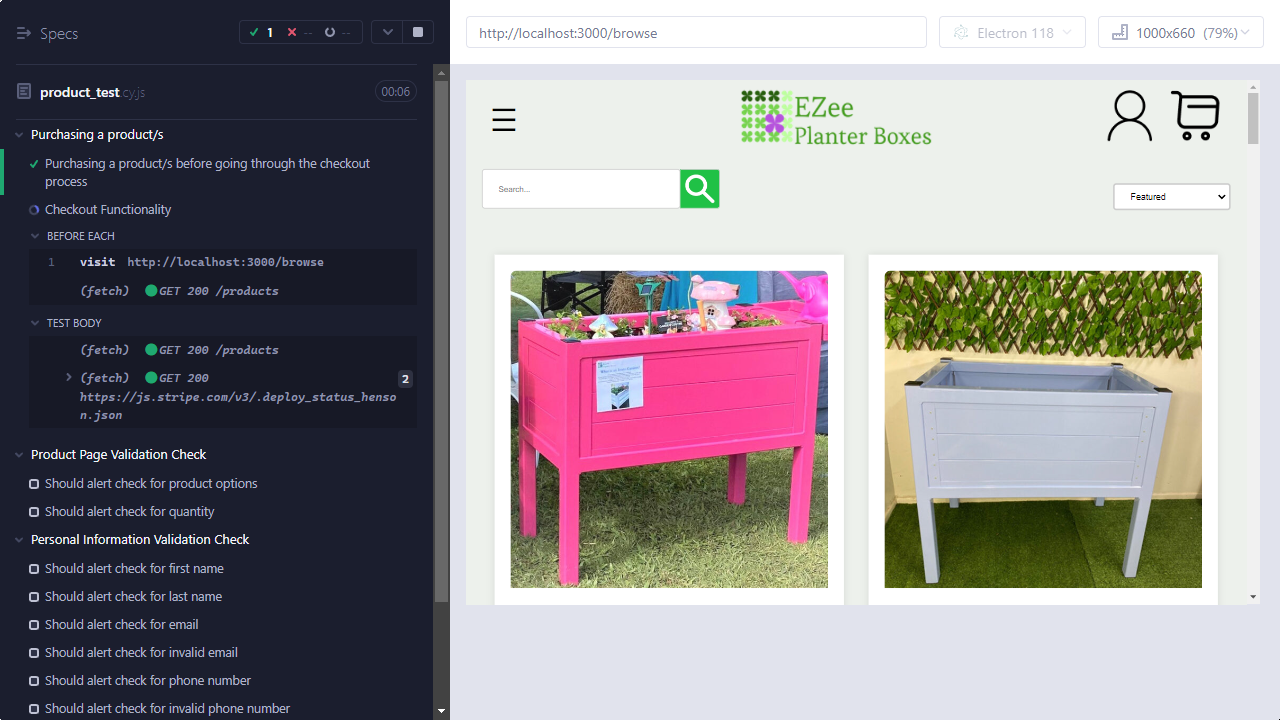 Specs
1
--
--
product_test.cy.js
00:06
Purchasing a product/s
Purchasing a product/s before going through the checkout
process
Checkout Functionality
BEFORE EACH
1 visit http://localhost:3000/browse
(fetch) GET 200 /products
TEST BODY
(fetch) GET 200 /products
(fetch) GET 200 2
https://js.stripe.com/v3/.deploy_status_henso
n.json
Product Page Validation Check
Should alert check for product options
Should alert check for quantity
Personal Information Validation Check
Should alert check for first name
Should alert check for last name
Should alert check for email
Should alert check for invalid email
Should alert check for phone number
Should alert check for invalid phone number
http://localhost:3000/browse
Electron 118
1000x660 (79%)
EZee
Planter Boxes
Search...
Featured